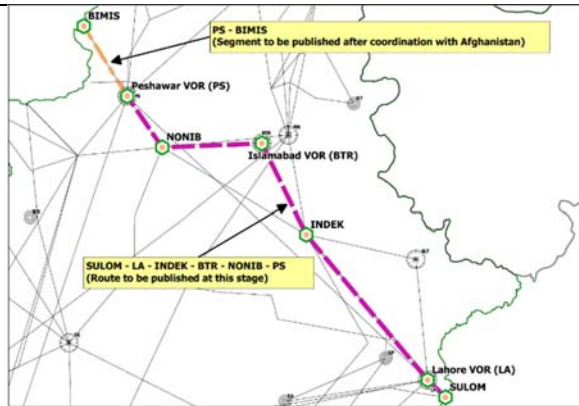 BIMIS
PS - BIMIS
(Segment to be published after coordination with Afghanistan)
Peshawar VOR (PS)
NONIB
Islamabad VOR (BTR)
INDEK
SULOM - LA - INDEK - BTR - NONIB - PS
(Route to be published at this stage)
Lahore VOR (LA)
SULOM